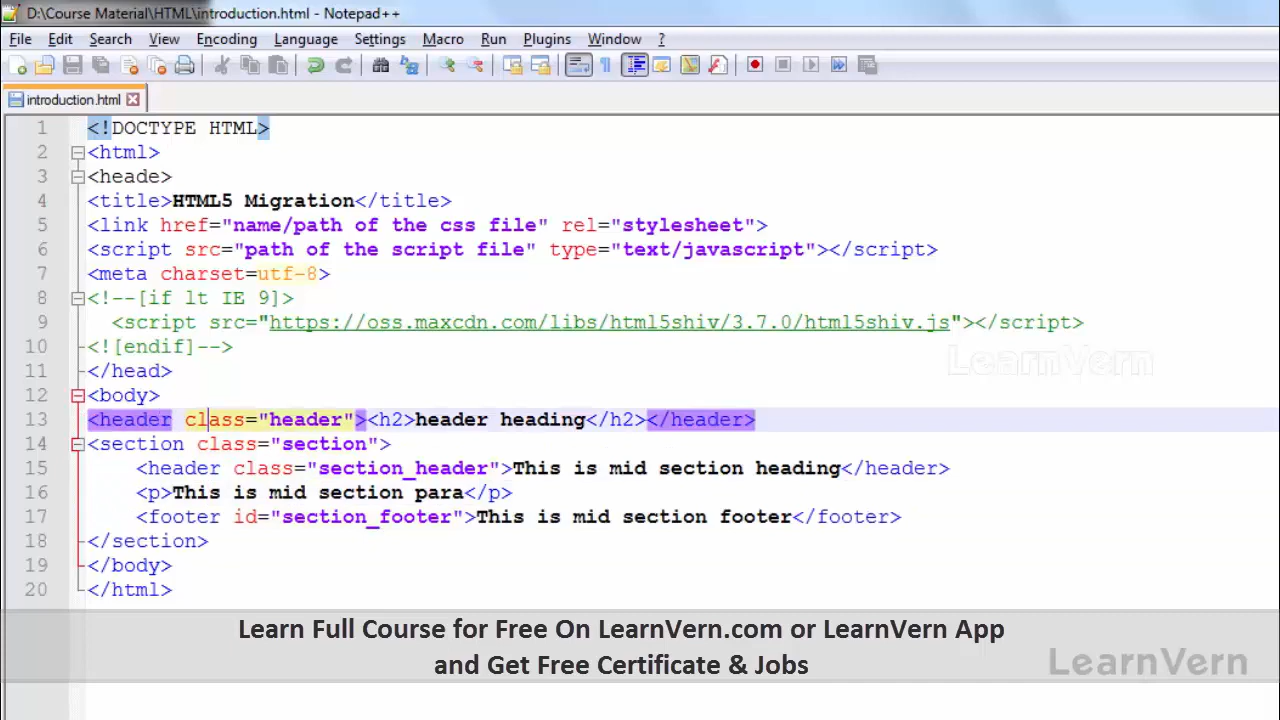 D:\Course Material\HTML\introduction.html - Notepad++
File Edit Search View Encoding Language Settings Macro Run Plugins Window ?
introduction.html
1 <!DOCTYPE HTML>
2 <html>
3 <heade>
4 <title>HTML5 Migration</title>
5 <link href="name/path of the css file" rel="stylesheet">
6 <script src="path of the script file" type="text/javascript"></script>
7 <meta charset=utf-8>
8 <!--[if lt IE 9]>
9 <script src="https://oss.maxcdn.com/libs/html5shiv/3.7.0/html5shiv.js"></script>
10 <![endif]-->
LearnVern
11 </head>
12 <body>
13 <header class="header"><h2>header heading</h2></header>
14 <section class="section">
15 <header class="section_header">This is mid section heading</header>
16 <p>This is mid section para</p>
17 <footer id="section_footer">This is mid section footer</footer>
18 </section>
19 </body>
20 </html>
Learn Full Course for Free On LearnVern.com or LearnVern App
and Get Free Certificate & Jobs
LearnVern